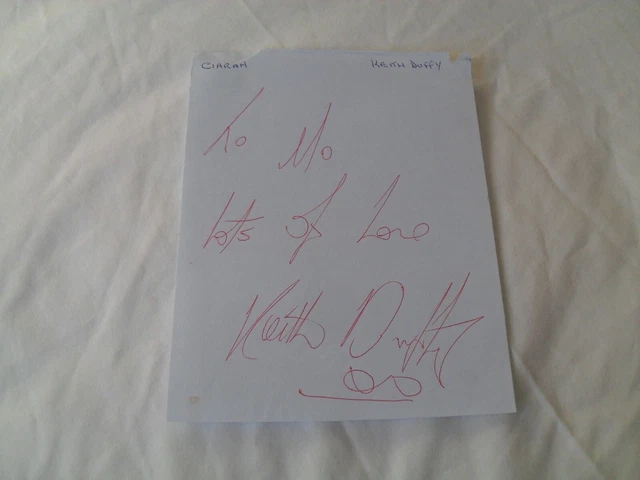 CIARAN KEITH DUFFY
To Mo
Lots of Love
Keith Duffy